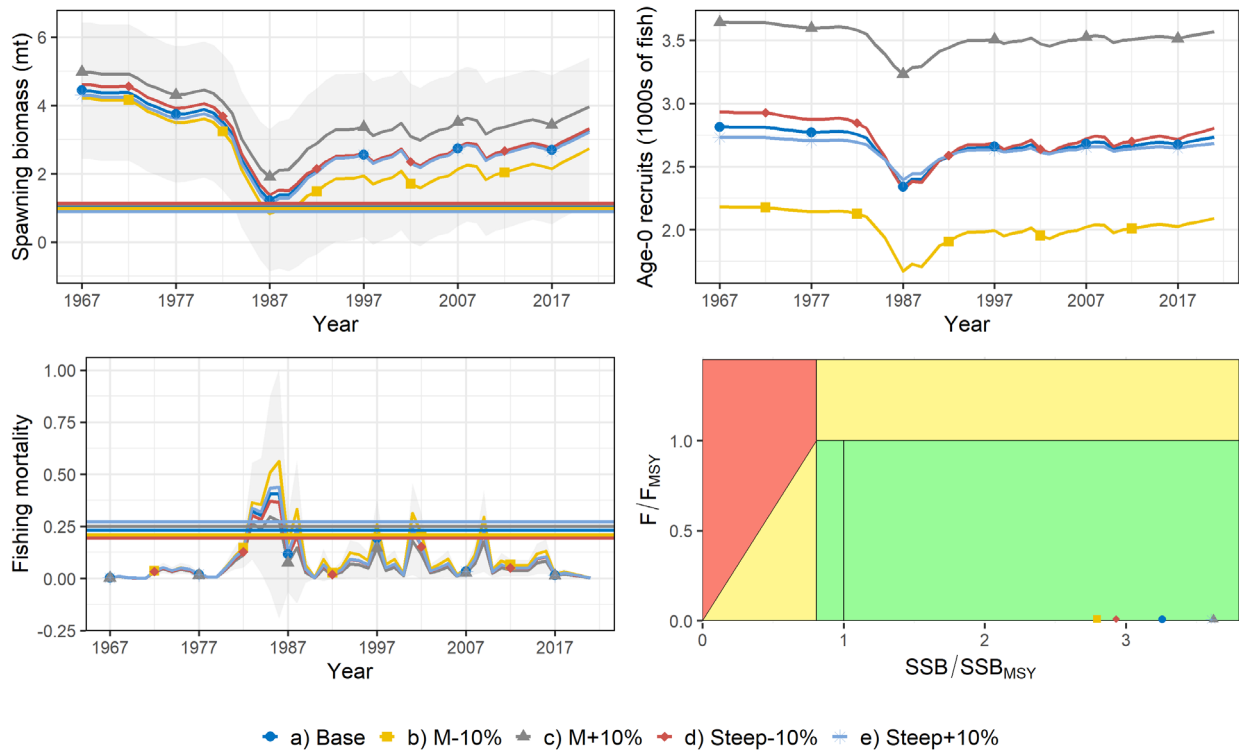 Spawning biomass (mt)
6
4
2
0
1967 1977 1987 1997 2007 2017
Year
Age-0 recruits (1000s of fish)
3.5
3.0
2.5
2.0
1967 1977 1987 1997 2007 2017
Year
Fishing mortality
1.00
0.75
0.50
0.25
0.00
-0.25
1967 1977 1987 1997 2007 2017
Year
F/FMSY
1.0
0.5
0.0
0 1 2 3
SSB/SSBMSY
a) Base b) M-10% c) M+10% d) Steep-10% e) Steep+10%